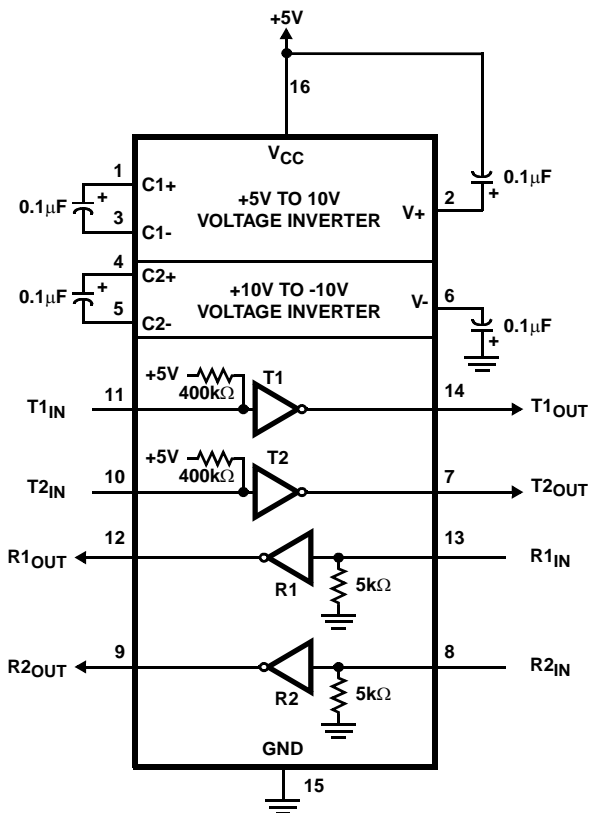 +5V
16
VCC
1
C1+
+5V TO 10V
VOLTAGE INVERTER
2
V+
0.1µF
+
0.1µF
+
3
C1-
4
C2+
+10V TO -10V
VOLTAGE INVERTER
V-
6
0.1µF
+
0.1µF
+
5
C2-
+5V
400kΩ
T1
T1IN
11
14
T1OUT
+5V
400kΩ
T2
T2IN
10
7
T2OUT
R1OUT
12
13
R1IN
R1
5kΩ
R2OUT
9
8
R2IN
R2
5kΩ
GND
15